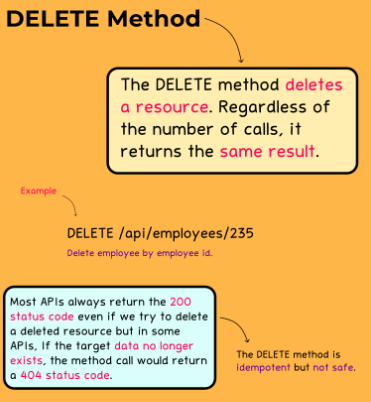 DELETE Method
The DELETE method deletes
a resource. Regardless of
the number of calls, it
returns the same result.
Example
DELETE /api/employees/235
Delete employee by employee id.
Most APIs always return the 200
status code even if we try to delete
a deleted resource but in some
APIs, If the target data no longer
exists, the method call would return
a 404 status code.
The DELETE method is
idempotent but not safe.